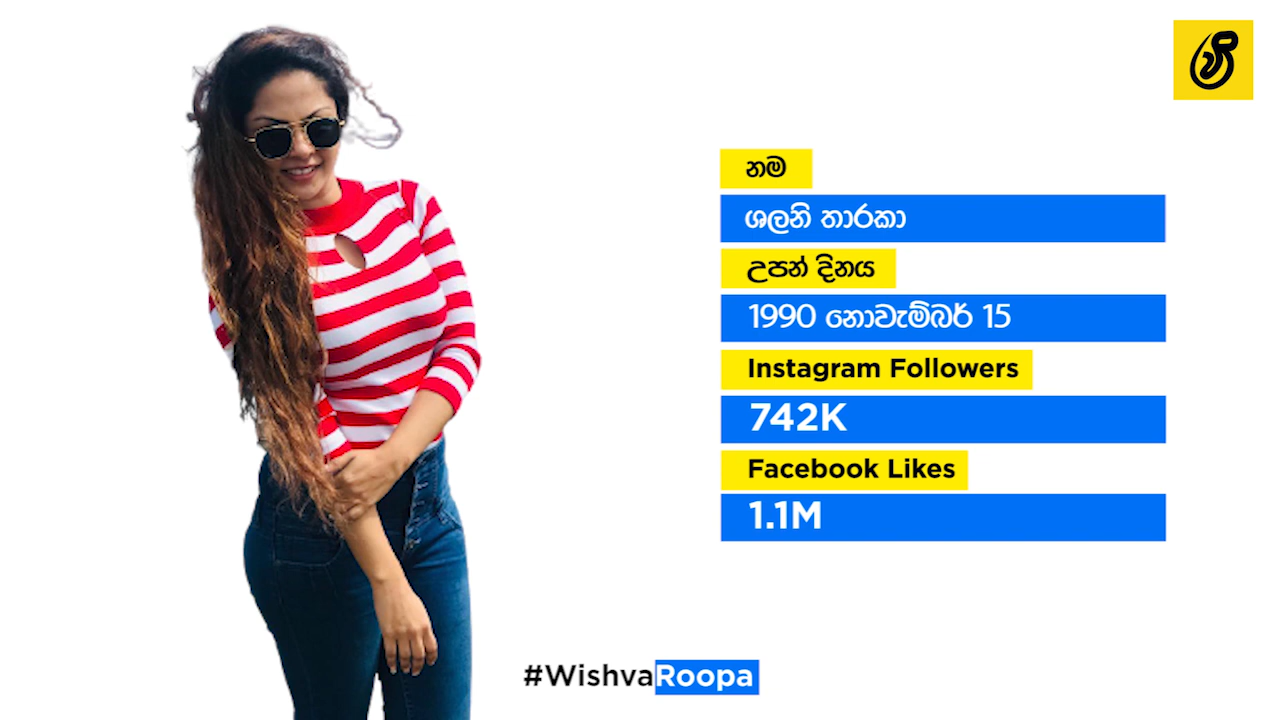 නම
ශලනි තාරකා
උපන් දිනය
1990 නොවැම්බර් 15
Instagram Followers
742K
Facebook Likes
1.1M
#WishvaRoopa